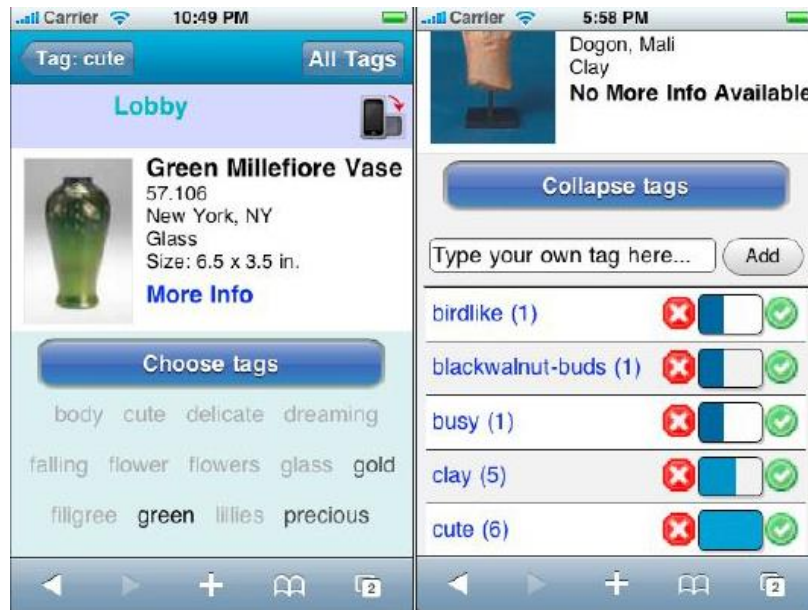 Carrier 10:49 PM
Tag: cute All Tags
Lobby
Green Millefiore Vase
57.106
New York, NY
Glass
Size: 6.5 x 3.5 in.
More Info
Choose tags
body cute delicate dreaming
falling flower flowers glass gold
filigree green lillies precious
2
Carrier 5:58 PM
Dogon, Mali
Clay
No More Info Available
Collapse tags
Type your own tag here... Add
birdlike (1)
blackwalnut-buds (1)
busy (1)
clay (5)
cute (6)
2